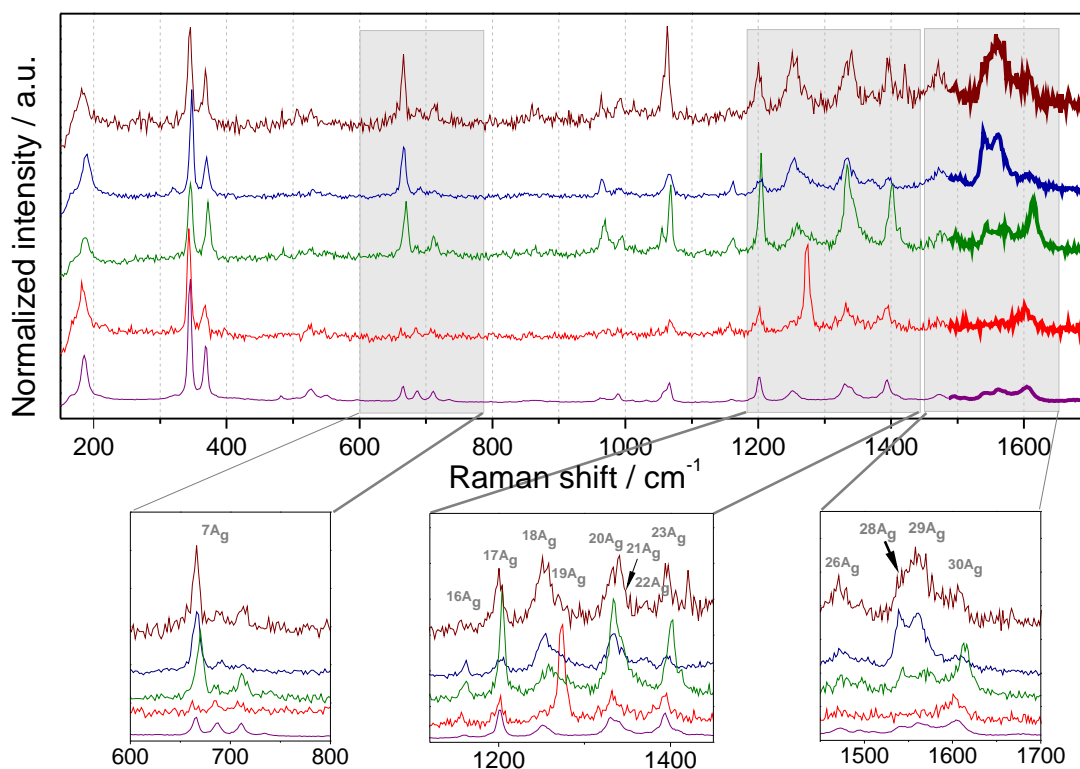 Normalized intensity / a.u.
200 400 600 800 1000 1200 1400 1600
Raman shift / cm-1
7Ag
600 700 800
16Ag 17Ag 18Ag 19Ag 20Ag 21Ag 22Ag 23Ag
1200 1400
26Ag 28Ag 29Ag 30Ag
1500 1600 1700